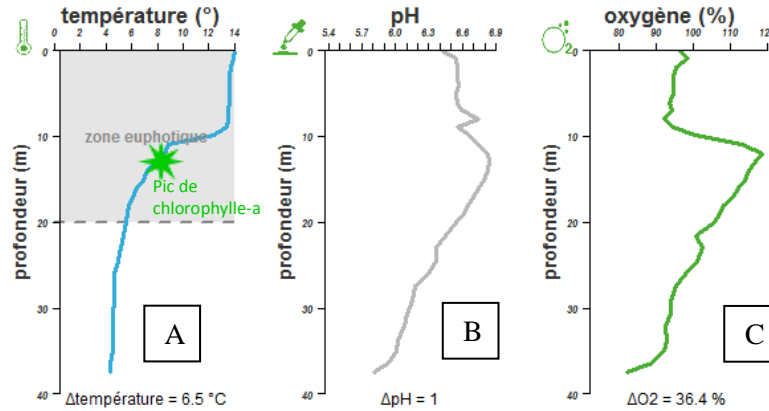 température (°)
0 2 4 6 8 10 12 14
0
10
20
30
40
profondeur (m)
zone euphotique
Pic de
chlorophylle-a
A
Δtempérature = 6.5 °C
pH
5.4 5.7 6.0 6.3 6.6 6.9
0
10
20
30
40
profondeur (m)
B
ΔpH = 1
oxygène (%)
O2
80 90 100 110
0
10
20
30
40
profondeur (m)
C
ΔO2 = 36.4 %